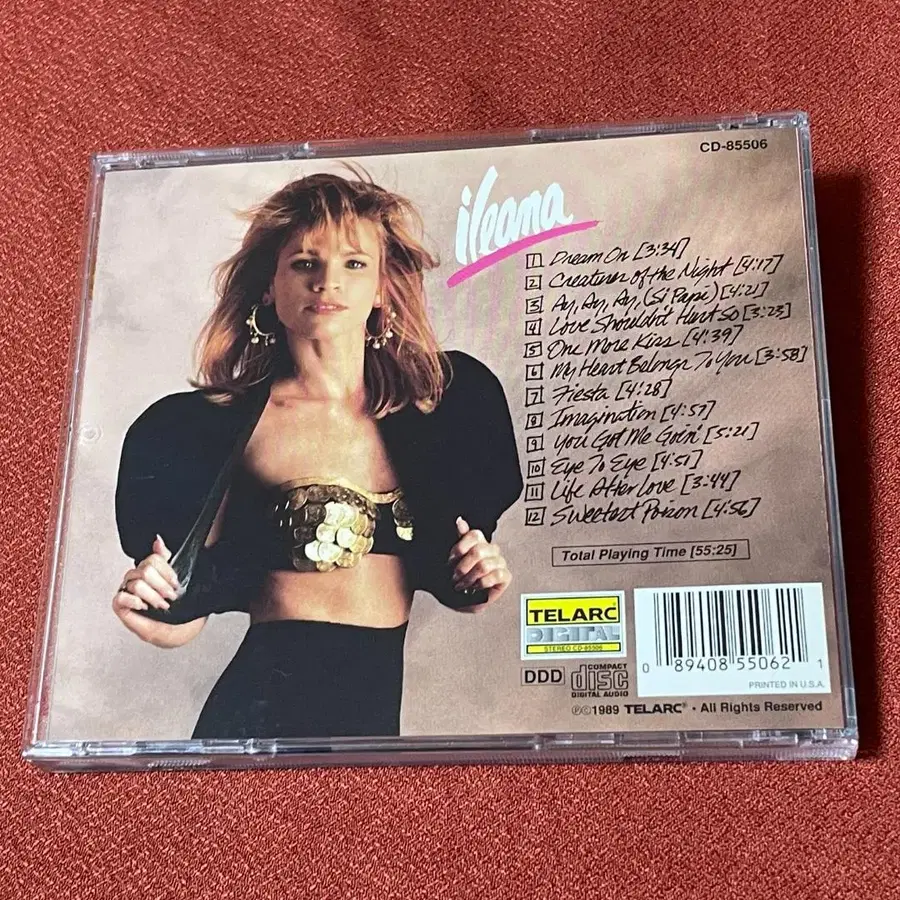 CD-85506
ileana
1 Dream On [3:34]
2 Creatures of the Night [4:17]
3 Ay, Ay, Ay, (Si Papi) [4:21]
4 Love Shouldn't Hurt So [3:23]
5 One More Kiss [4:39]
6 My Heart Belongs To You [3:58]
7 Fiesta [4:28]
8 Imagination [4:57]
9 You Got Me Goin' [5:21]
10 Eye To Eye [4:51]
11 Life After Love [3:44]
12 Sweetest Poison [4:56]
Total Playing Time [55:25]
TELARC
DIGITAL
STEREO CD-85506
DDD
COMPACT
disc
DIGITAL AUDIO
0 89408 55062 1
PRINTED IN U.S.A.
℗©1989 TELARC® • All Rights Reserved